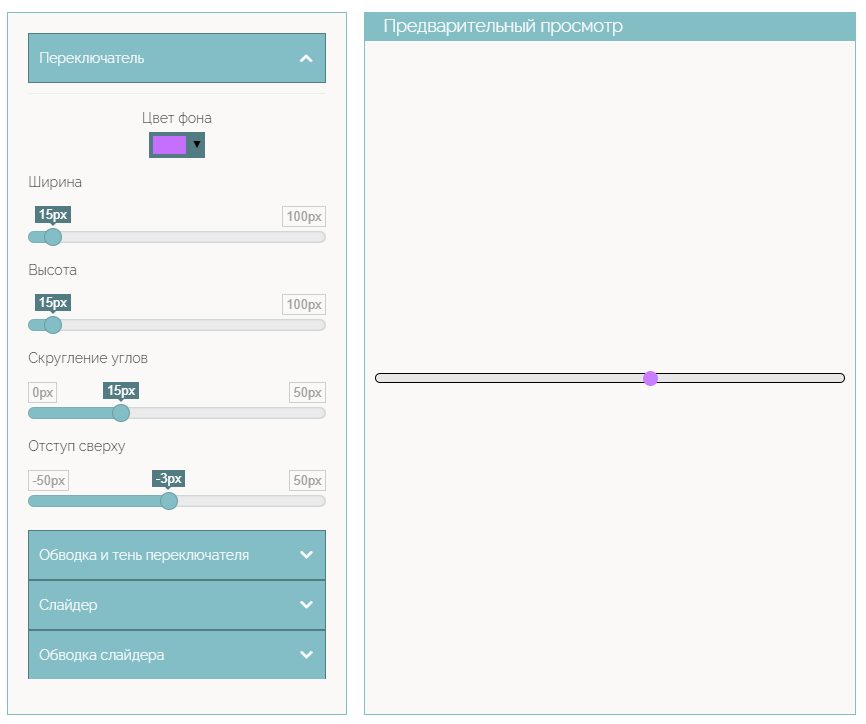 Переключатель
Цвет фона
Ширина
15px
100px
Высота
15px
100px
Скругление углов
0px
15px
50px
Отступ сверху
-50px
-3px
50px
Обводка и тень переключателя
Слайдер
Обводка слайдера
Предварительный просмотр